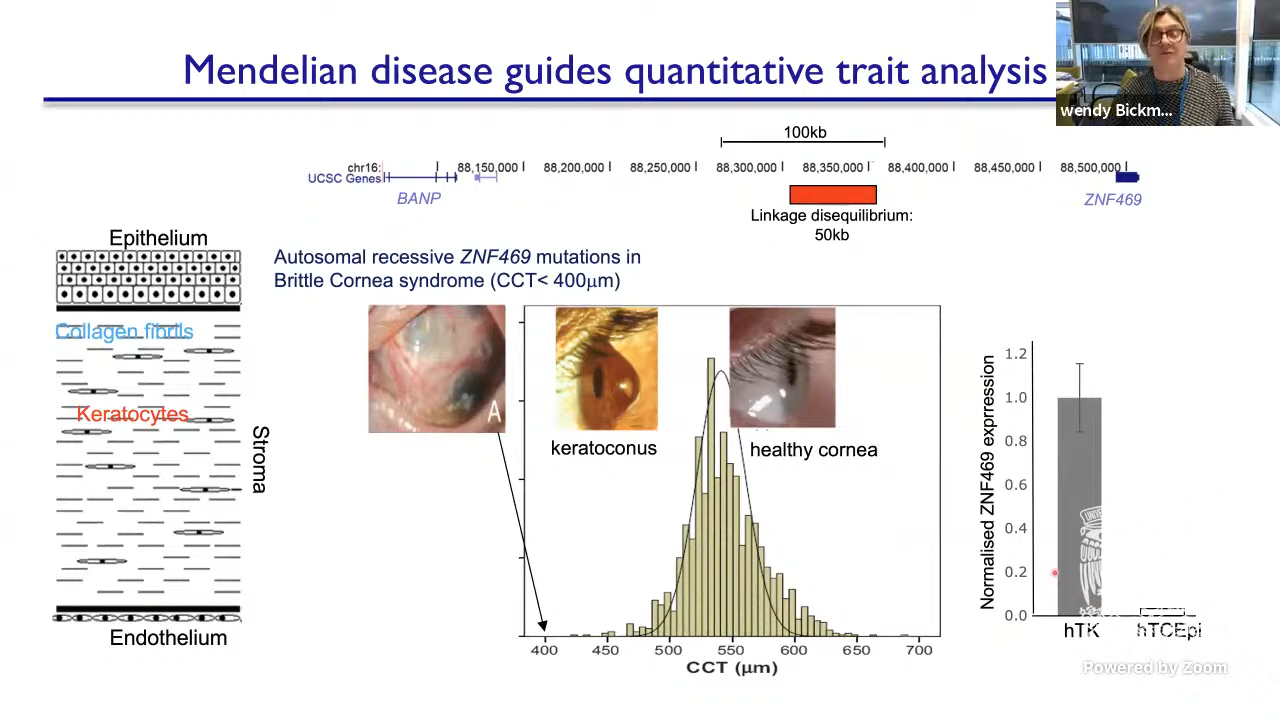 Mendelian disease guides quantitative trait analysis
wendy Bickm...
100kb
chr16:
88,150,000
88,200,000
88,250,000
88,300,000
88,350,000
88,400,000
88,450,000
88,500,000
UCSC Genes
BANP
ZNF469
Linkage disequilibrium:
50kb
Epithelium
Collagen fibrils
Keratocytes
Stroma
Endothelium
Autosomal recessive ZNF469 mutations in
Brittle Cornea syndrome (CCT< 400μm)
A
keratoconus
healthy cornea
400 450 500 550 600 650 700
CCT (μm)
Normalised ZNF469 exprression
1.2
1.0
0.8
0.6
0.4
0.2
0.0
hTK
hTCEpi
UNIVE
Powered by Zoom